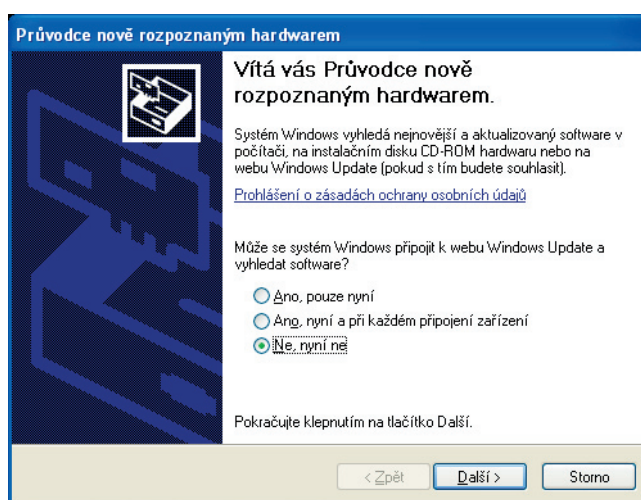 Průvodce nově rozpoznaným hardwarem
Vítá vás Průvodce nově
rozpoznaným hardwarem.
Systém Windows vyhledá nejnovější a aktualizovaný software v
počítači, na instalačním disku CD-ROM hardwaru nebo na
webu Windows Update (pokud s tím budete souhlasit).
Prohlášení o zásadách ochrany osobních údajů
Může se systém Windows připojit k webu Windows Update a
vyhledat software?
Ano, pouze nyní
Ano, nyní a při každém připojení zařízení
Ne, nyní ne
Pokračujte klepnutím na tlačítko Další.
< Zpět Další > Storno